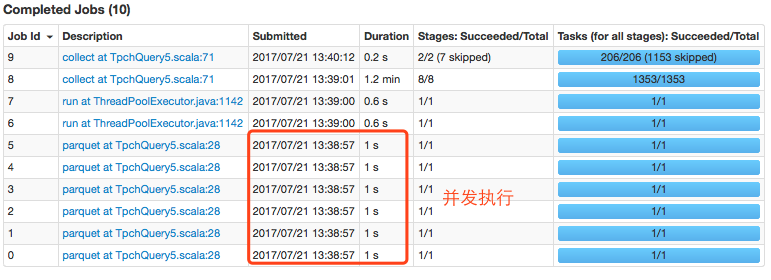 Completed Jobs (10)
Job Id Description Submitted Duration Stages: Succeeded/Total Tasks (for all stages): Succeeded/Total
9 collect at TpchQuery5.scala:71 2017/07/21 13:40:12 0.2 s 2/2 (7 skipped) 206/206 (1153 skipped)
8 collect at TpchQuery5.scala:71 2017/07/21 13:39:01 1.2 min 8/8 1353/1353
7 run at ThreadPoolExecutor.java:1142 2017/07/21 13:39:00 0.6 s 1/1 1/1
6 run at ThreadPoolExecutor.java:1142 2017/07/21 13:39:00 0.6 s 1/1 1/1
5 parquet at TpchQuery5.scala:28 2017/07/21 13:38:57 1 s 1/1 1/1
4 parquet at TpchQuery5.scala:28 2017/07/21 13:38:57 1 s 1/1 1/1
3 parquet at TpchQuery5.scala:28 2017/07/21 13:38:57 1 s 1/1 并发执行 1/1
2 parquet at TpchQuery5.scala:28 2017/07/21 13:38:57 1 s 1/1 1/1
1 parquet at TpchQuery5.scala:28 2017/07/21 13:38:57 1 s 1/1 1/1
0 parquet at TpchQuery5.scala:28 2017/07/21 13:38:57 1 s 1/1 1/1